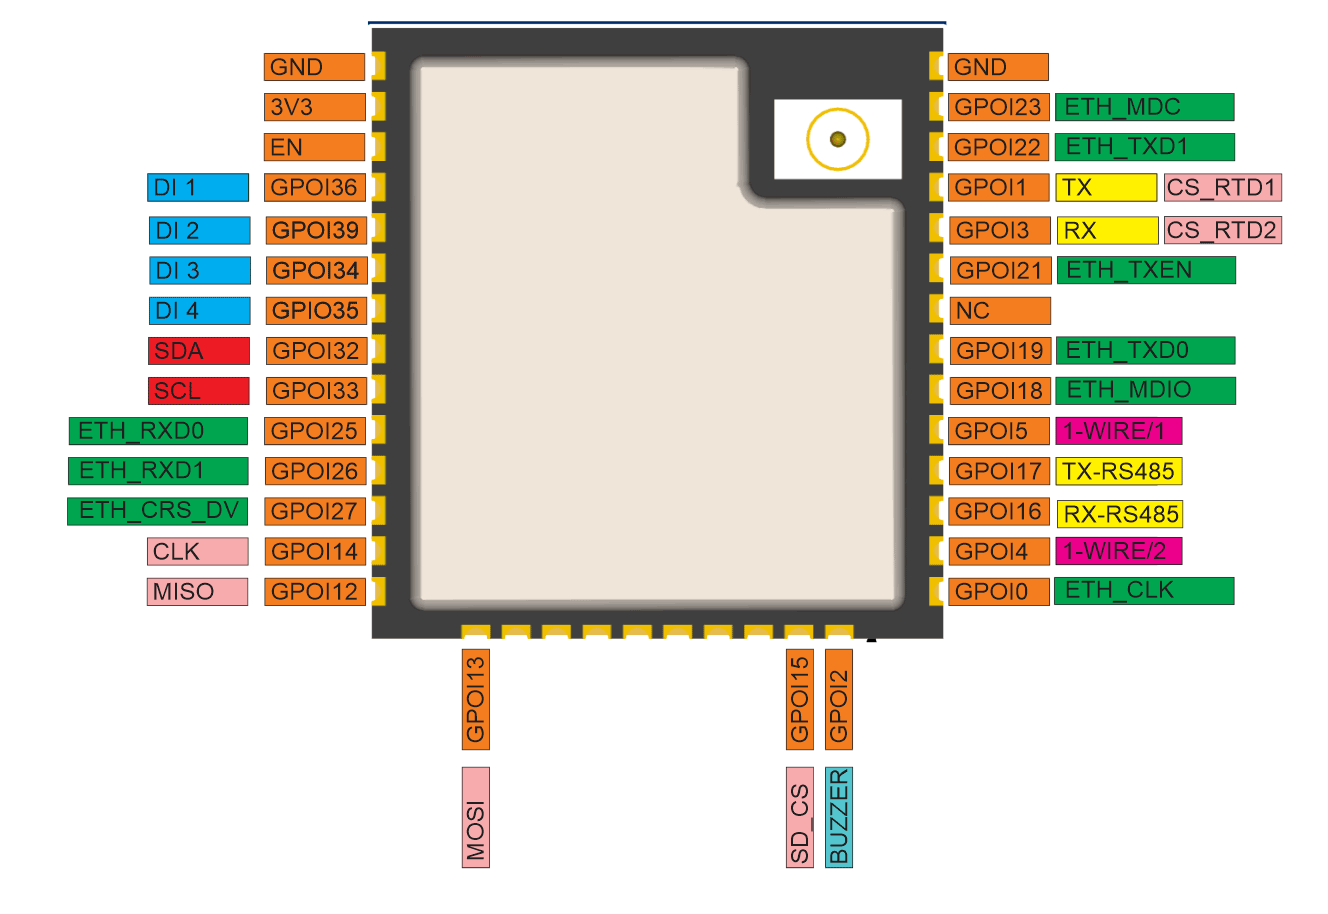 GND
3V3
EN
DI 1 GPOI36
DI 2 GPOI39
DI 3 GPOI34
DI 4 GPIO35
SDA GPOI32
SCL GPOI33
ETH_RXD0 GPOI25
ETH_RXD1 GPOI26
ETH_CRS_DV GPOI27
CLK GPOI14
MISO GPOI12
GND
GPOI23 ETH_MDC
GPOI22 ETH_TXD1
GPOI1 TX CS_RTD1
GPOI3 RX CS_RTD2
GPOI21 ETH_TXEN
NC
GPOI19 ETH_TXD0
GPOI18 ETH_MDIO
GPOI5 1-WIRE/1
GPOI17 TX-RS485
GPOI16 RX-RS485
GPOI4 1-WIRE/2
GPOI0 ETH_CLK
MOSI GPOI13
SD_CS GPOI15
BUZZER GPOI2